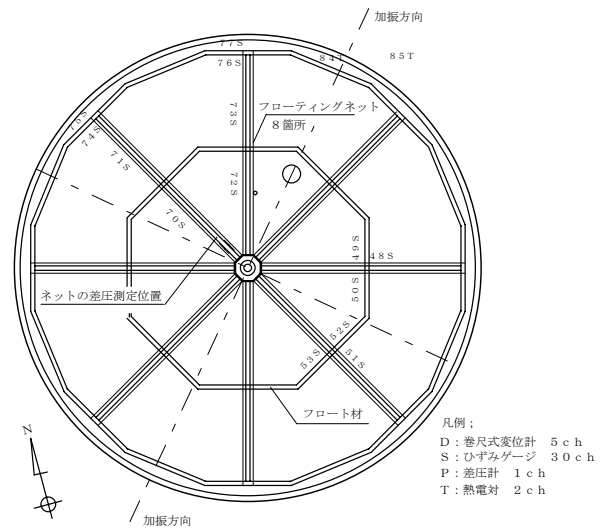 加振方向
77S
76S
84T
85T
75S
74S
73S
フローティングネット
8箇所
71S
72S
70S
49S
48S
50S
ネットの差圧測定位置
52S
53S
51S
フロート材
N
加振方向
凡例；
D：巻尺式変位計　5ch
S：ひずみゲージ　30ch
P：差圧計　1ch
T：熱電対　2ch